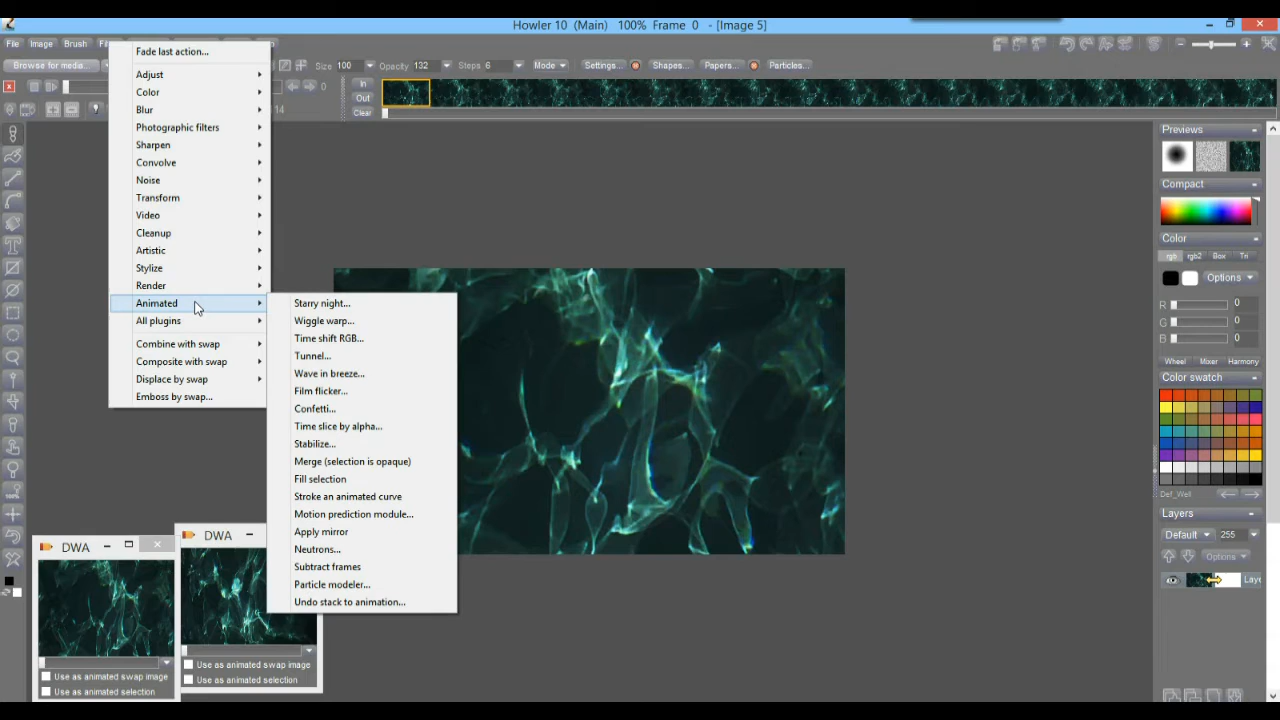 Howler 10 (Main) 100% Frame 0 - [Image 5]
File Image Brush
Browse for media... Size 100 Opacity 132 Steps 6 Mode Settings... Shapes... Papers... Particles...
0 In
Out
14 Clear
Fade last action...
Adjust
Color
Blur
Photographic filters
Sharpen
Convolve
Noise
Transform
Video
Cleanup
Artistic
Stylize
Render
Animated
All plugins
Combine with swap
Composite with swap
Displace by swap
Emboss by swap...
Starry night...
Wiggle warp...
Time shift RGB...
Tunnel...
Wave in breeze...
Film flicker...
Confetti...
Time slice by alpha...
Stabilize...
Merge (selection is opaque)
Fill selection
Stroke an animated curve
Motion prediction module...
Apply mirror
Neutrons...
Subtract frames
Particle modeler...
Undo stack to animation...
DWA
Use as animated swap image
Use as animated selection
DWA
Use as animated swap image
Use as animated selection
Previews
Compact
Color
rgb rgb2 Box Tri
Options
R 0
G 0
B 0
Wheel Mixer Harmony
Color swatch
Def_Well
Layers
Default 255
Options
Laye